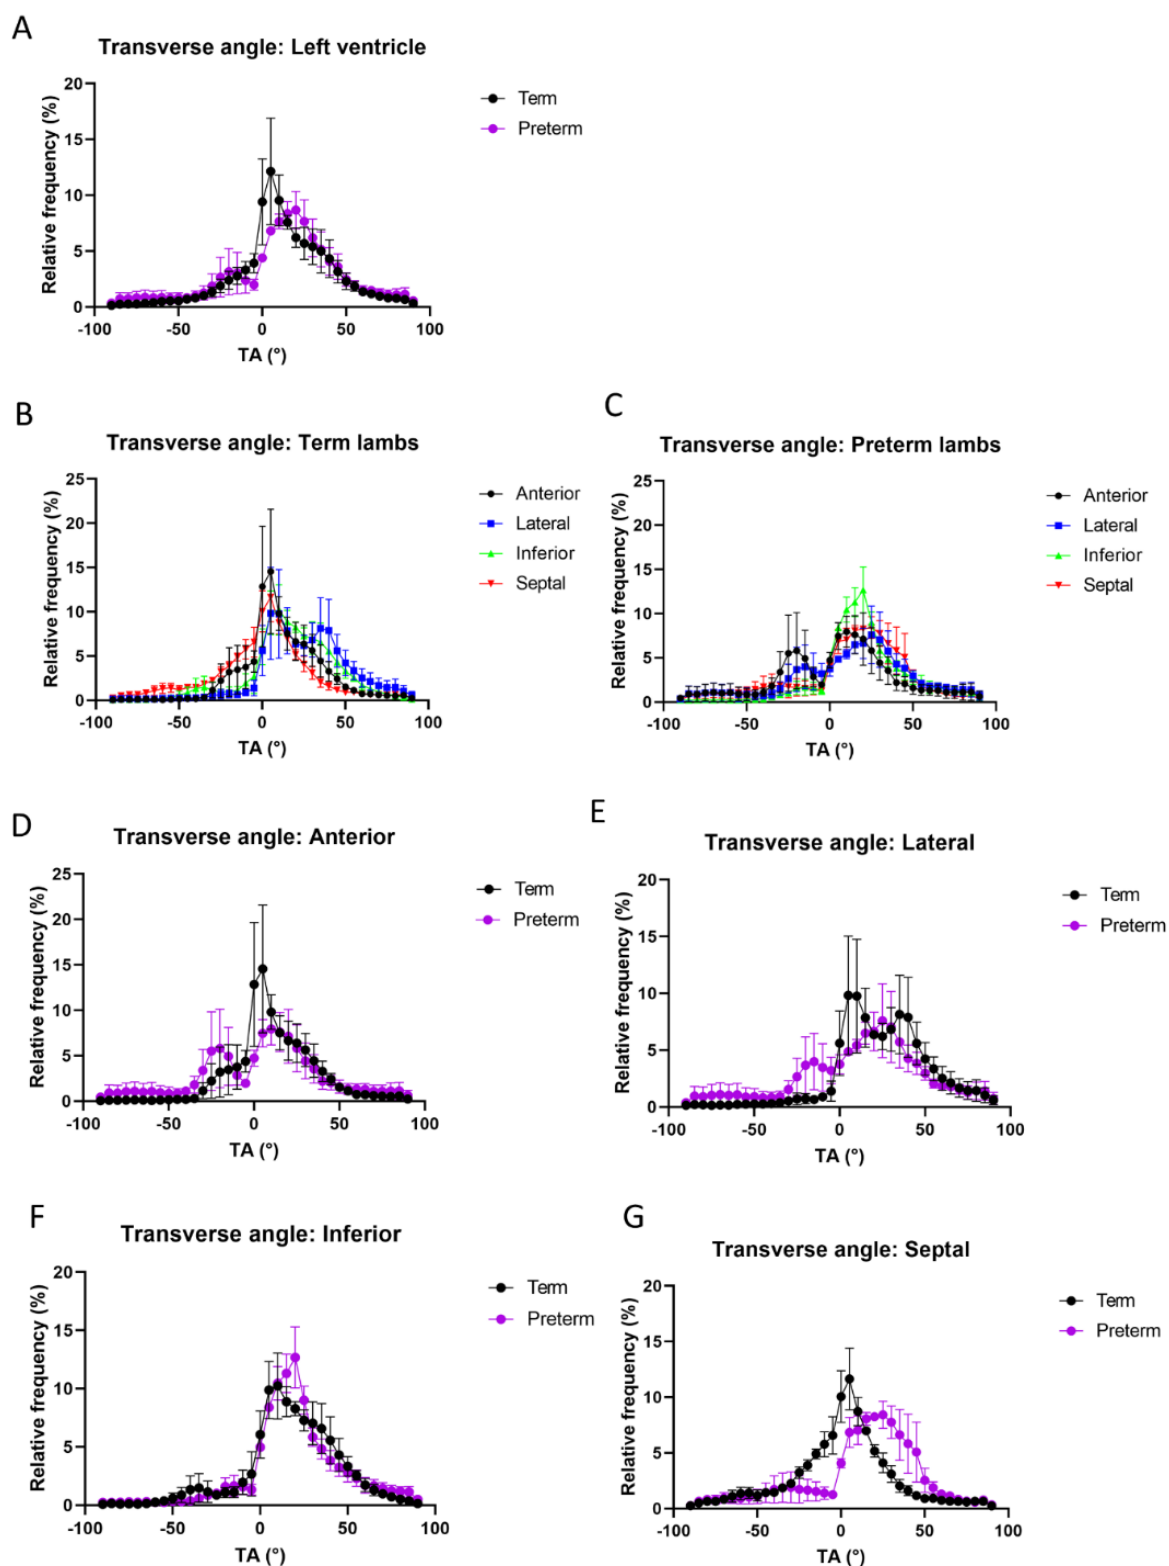 A
Transverse angle: Left ventricle
Relative frequency (%)
20
15
10
5
0
-100 -50 0 50 100
TA (°)
Term
Preterm
B
Transverse angle: Term lambs
Relative frequency (%)
25
20
15
10
5
0
-100 -50 0 50 100
TA (°)
Anterior
Lateral
Inferior
Septal
C
Transverse angle: Preterm lambs
Relative frequency (%)
25
20
15
10
5
0
-100 -50 0 50 100
TA (°)
Anterior
Lateral
Inferior
Septal
D
Transverse angle: Anterior
Relative frequency (%)
25
20
15
10
5
0
-100 -50 0 50 100
TA (°)
Term
Preterm
E
Transverse angle: Lateral
Relative frequency (%)
20
15
10
5
0
-100 -50 0 50 100
TA (°)
Term
Preterm
F
Transverse angle: Inferior
Relative frequency (%)
20
15
10
5
0
-100 -50 0 50 100
TA (°)
Term
Preterm
G
Transverse angle: Septal
Relative frequency (%)
20
15
10
5
0
-100 -50 0 50 100
TA (°)
Term
Preterm